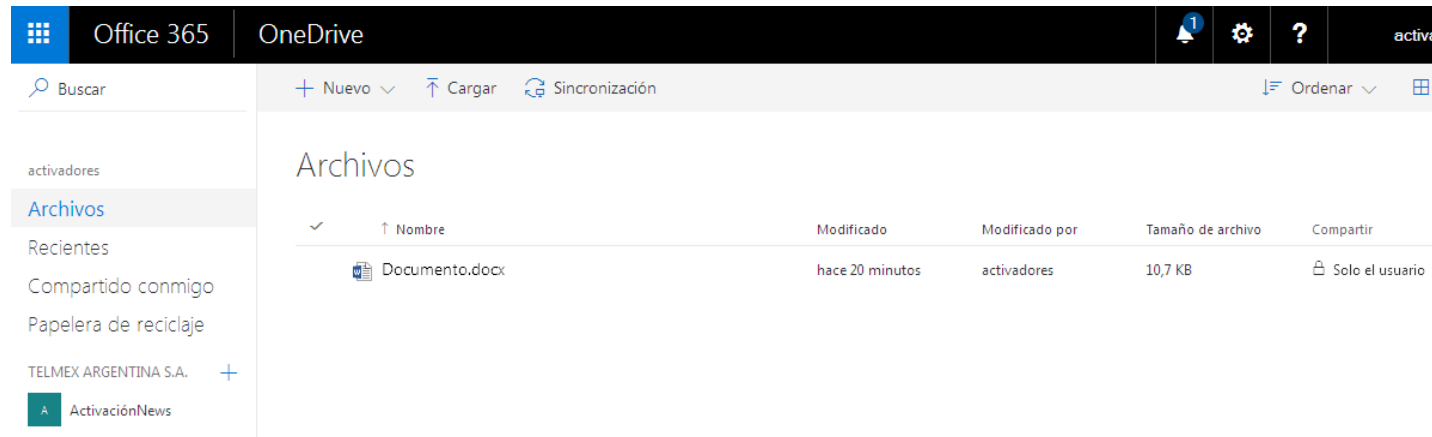 Office 365 OneDrive 1 ? activa
Buscar + Nuevo Cargar Sincronización Ordenar
activadores
Archivos
Archivos
Recientes
Compartido conmigo
Papelera de reciclaje
TELMEX ARGENTINA S.A. +
A ActivaciónNews
Nombre Modificado Modificado por Tamaño de archivo Compartir
Documento.docx hace 20 minutos activadores 10,7 KB Solo el usuario